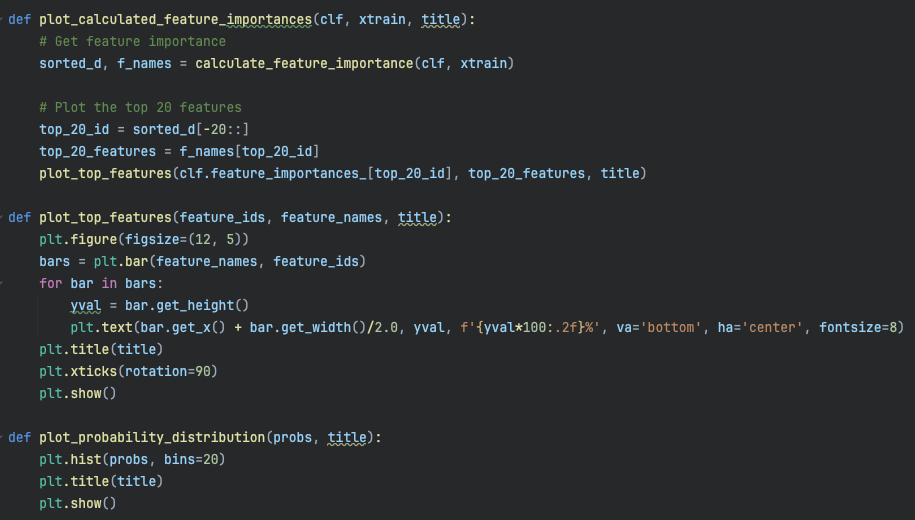 def plot_calculated_feature_importances(clf, xtrain, title):
    # Get feature importance
    sorted_d, f_names = calculate_feature_importance(clf, xtrain)

    # Plot the top 20 features
    top_20_id = sorted_d[-20::]
    top_20_features = f_names[top_20_id]
    plot_top_features(clf.feature_importances_[top_20_id], top_20_features, title)

def plot_top_features(feature_ids, feature_names, title):
    plt.figure(figsize=(12, 5))
    bars = plt.bar(feature_names, feature_ids)
    for bar in bars:
        yval = bar.get_height()
        plt.text(bar.get_x() + bar.get_width()/2.0, yval, f'{yval*100:.2f}%', va='bottom', ha='center', fontsize=8)
    plt.title(title)
    plt.xticks(rotation=90)
    plt.show()

def plot_probability_distribution(probs, title):
    plt.hist(probs, bins=20)
    plt.title(title)
    plt.show()